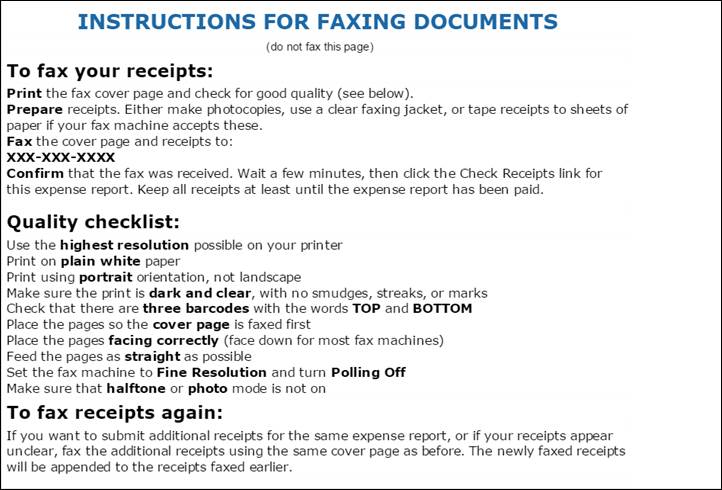 INSTRUCTIONS FOR FAXING DOCUMENTS
(do not fax this page)
To fax your receipts:
Print the fax cover page and check for good quality (see below).
Prepare receipts. Either make photocopies, use a clear faxing jacket, or tape receipts to sheets of
paper if your fax machine accepts these.
Fax the cover page and receipts to:
XXX-XXX-XXXX
Confirm that the fax was received. Wait a few minutes, then click the Check Receipts link for
this expense report. Keep all receipts at least until the expense report has been paid.
Quality checklist:
Use the highest resolution possible on your printer
Print on plain white paper
Print using portrait orientation, not landscape
Make sure the print is dark and clear, with no smudges, streaks, or marks
Check that there are three barcodes with the words TOP and BOTTOM
Place the pages so the cover page is faxed first
Place the pages facing correctly (face down for most fax machines)
Feed the pages as straight as possible
Set the fax machine to Fine Resolution and turn Polling Off
Make sure that halftone or photo mode is not on
To fax receipts again:
If you want to submit additional receipts for the same expense report, or if your receipts appear
unclear, fax the additional receipts using the same cover page as before. The newly faxed receipts
will be appended to the receipts faxed earlier.